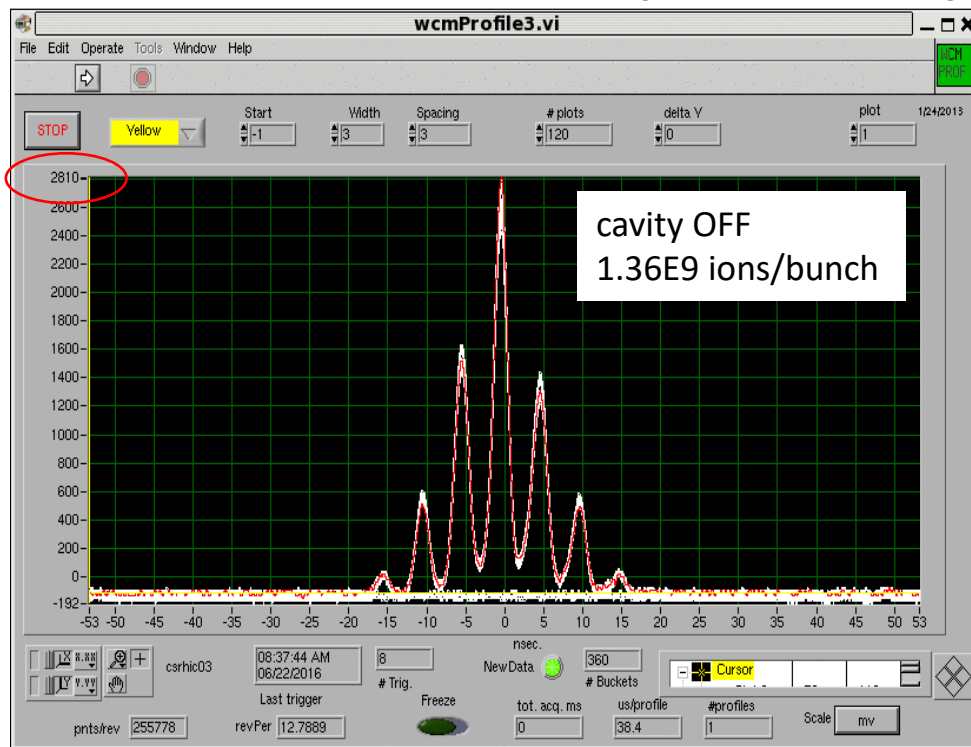 wcmProfile3.vi
File Edit Operate Tools Window Help
WCM
PROF
STOP
Yellow
Start
-1
Width
3
Spacing
3
# plots
120
delta Y
0
plot
1
1/24/2013
2810
2600
2400
2200
2000
1800
1600
1400
1200
1000
800
600
400
200
0
-192
cavity OFF
1.36E9 ions/bunch
-53 -50 -45 -40 -35 -30 -25 -20 -15 -10 -5 0 5 10 15 20 25 30 35 40 45 50 53
nsec.
X X.XX
Y Y.YY
csrhic03
08:37:44 AM
06/22/2016
Last trigger
8
# Trig.
NewData
360
# Buckets
Cursor
Freeze
pnts/rev 255778
revPer 12.7889
tot. acq. ms
0
us/profile
38.4
#profiles
1
Scale mv